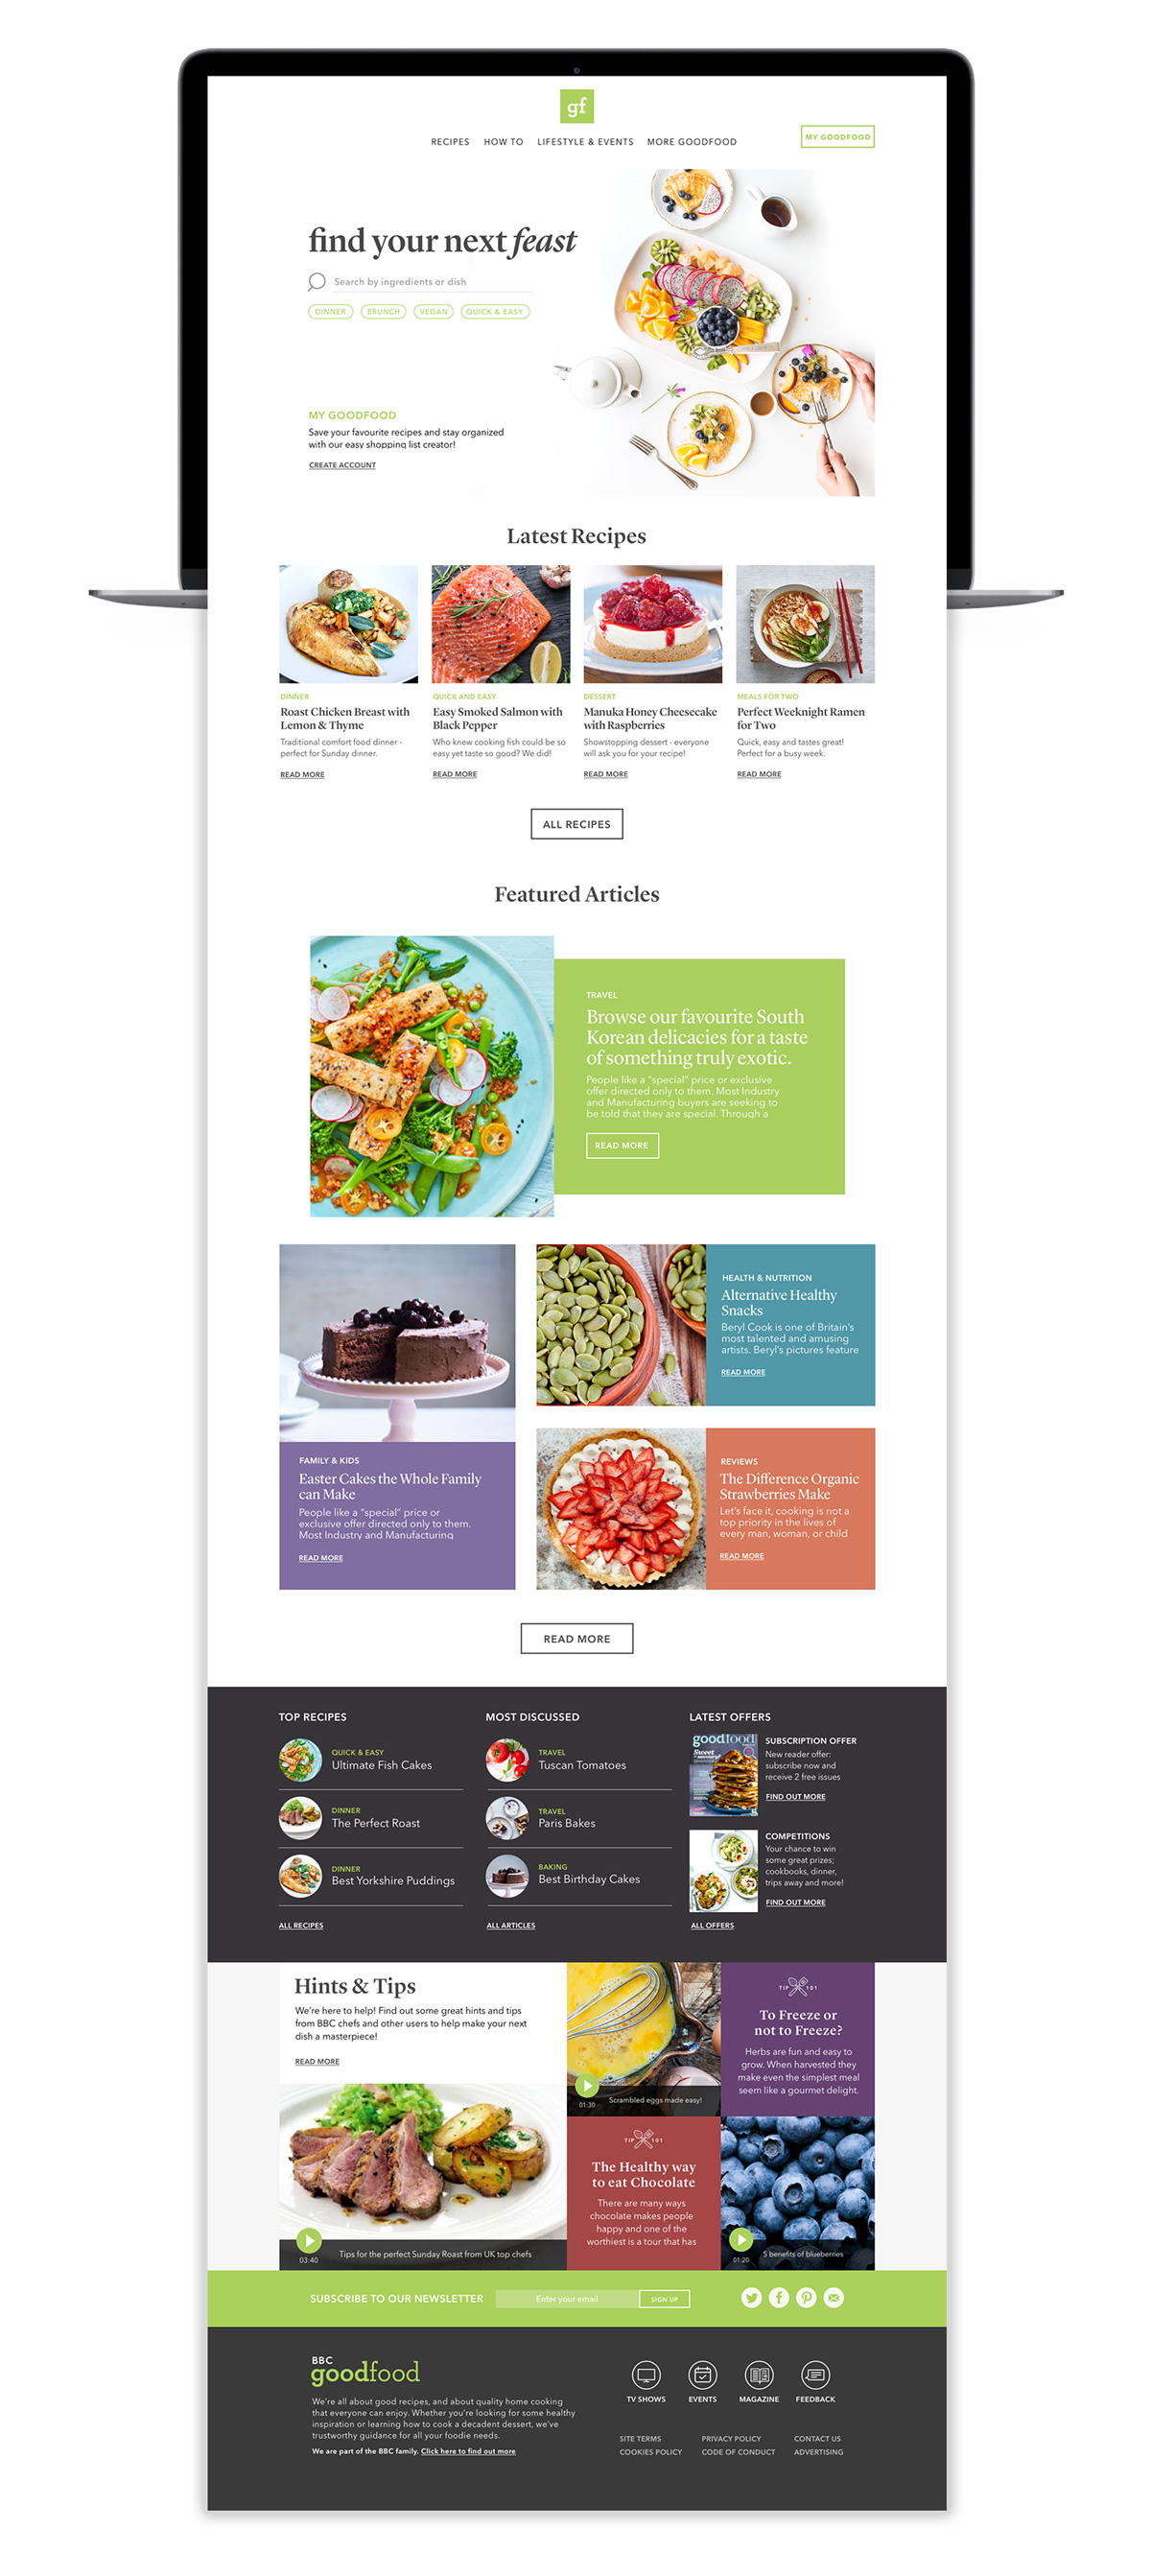 gf
RECIPES HOW TO LIFESTYLE & EVENTS MORE GOODFOOD
MY GOODFOOD
find your next feast
Search by ingredients or dish
DINNER BRUNCH VEGAN QUICK & EASY
MY GOODFOOD
Save your favourite recipes and stay organized
with our easy shopping list creator!
CREATE ACCOUNT
Latest Recipes
DINNER
Roast Chicken Breast with
Lemon & Thyme
Traditional comfort food dinner -
perfect for Sunday dinner.
READ MORE
QUICK AND EASY
Easy Smoked Salmon with
Black Pepper
Who knew cooking fish could be so
easy yet taste so good? We did!
READ MORE
DESSERT
Manuka Honey Cheesecake
with Raspberries
Showstopping dessert - everyone
will ask you for your recipe!
READ MORE
MEALS FOR TWO
Perfect Weeknight Ramen
for Two
Quick, easy and tastes great!
Perfect for a busy week.
READ MORE
ALL RECIPES
Featured Articles
TRAVEL
Browse our favourite South
Korean delicacies for a taste
of something truly exotic.
People like a "special" price or exclusive
offer directed only to them. Most Industry
and Manufacturing buyers are seeking to
be told that they are special. Through a
READ MORE
FAMILY & KIDS
Easter Cakes the Whole Family
can Make
People like a "special" price or
exclusive offer directed only to them.
Most Industry and Manufacturing
READ MORE
HEALTH & NUTRITION
Alternative Healthy
Snacks
Beryl Cook is one of Britain's
most talented and amusing
artists. Beryl's pictures feature
READ MORE
REVIEWS
The Difference Organic
Strawberries Make
Let's face it, cooking is not a
top priority in the lives of
every man, woman, or child
READ MORE
READ MORE
TOP RECIPES
QUICK & EASY
Ultimate Fish Cakes
DINNER
The Perfect Roast
DINNER
Best Yorkshire Puddings
ALL RECIPES
MOST DISCUSSED
TRAVEL
Tuscan Tomatoes
TRAVEL
Paris Bakes
BAKING
Best Birthday Cakes
ALL ARTICLES
LATEST OFFERS
goodfood
Sweet
SUBSCRIPTION OFFER
New reader offer:
subscribe now and
receive 2 free issues
FIND OUT MORE
COMPETITIONS
Your chance to win
some great prizes;
cookbooks, dinner,
trips away and more!
FIND OUT MORE
ALL OFFERS
Hints & Tips
We're here to help! Find out some great hints and tips
from BBC chefs and other users to help make your next
dish a masterpiece!
READ MORE
01:30 Scrambled eggs made easy!
TIP 101
To Freeze or
not to Freeze?
Herbs are fun and easy to
grow. When harvested they
make even the simplest meal
seem like a gourmet delight.
03:40 Tips for the perfect Sunday Roast from UK top chefs
TIP 101
The Healthy way
to eat Chocolate
There are many ways
chocolate makes people
happy and one of the
worthiest is a tour that has
01:20 5 benefits of blueberries
SUBSCRIBE TO OUR NEWSLETTER Enter your email SIGN UP
BBC
goodfood
We're all about good recipes, and about quality home cooking
that everyone can enjoy. Whether you're looking for some healthy
inspiration or learning how to cook a decadent dessert, we've
trustworthy guidance for all your foodie needs.
We are part of the BBC family. Click here to find out more
TV SHOWS EVENTS MAGAZINE FEEDBACK
SITE TERMS PRIVACY POLICY CONTACT US
COOKIES POLICY CODE OF CONDUCT ADVERTISING